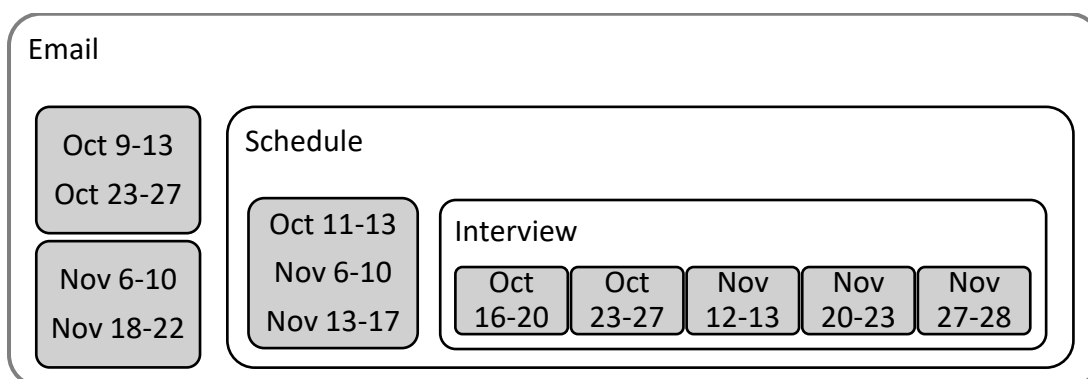 Email
Oct 9-13
Oct 23-27
Nov 6-10
Nov 18-22
Schedule
Oct 11-13
Nov 6-10
Nov 13-17
Interview
Oct
16-20
Oct
23-27
Nov
12-13
Nov
20-23
Nov
27-28